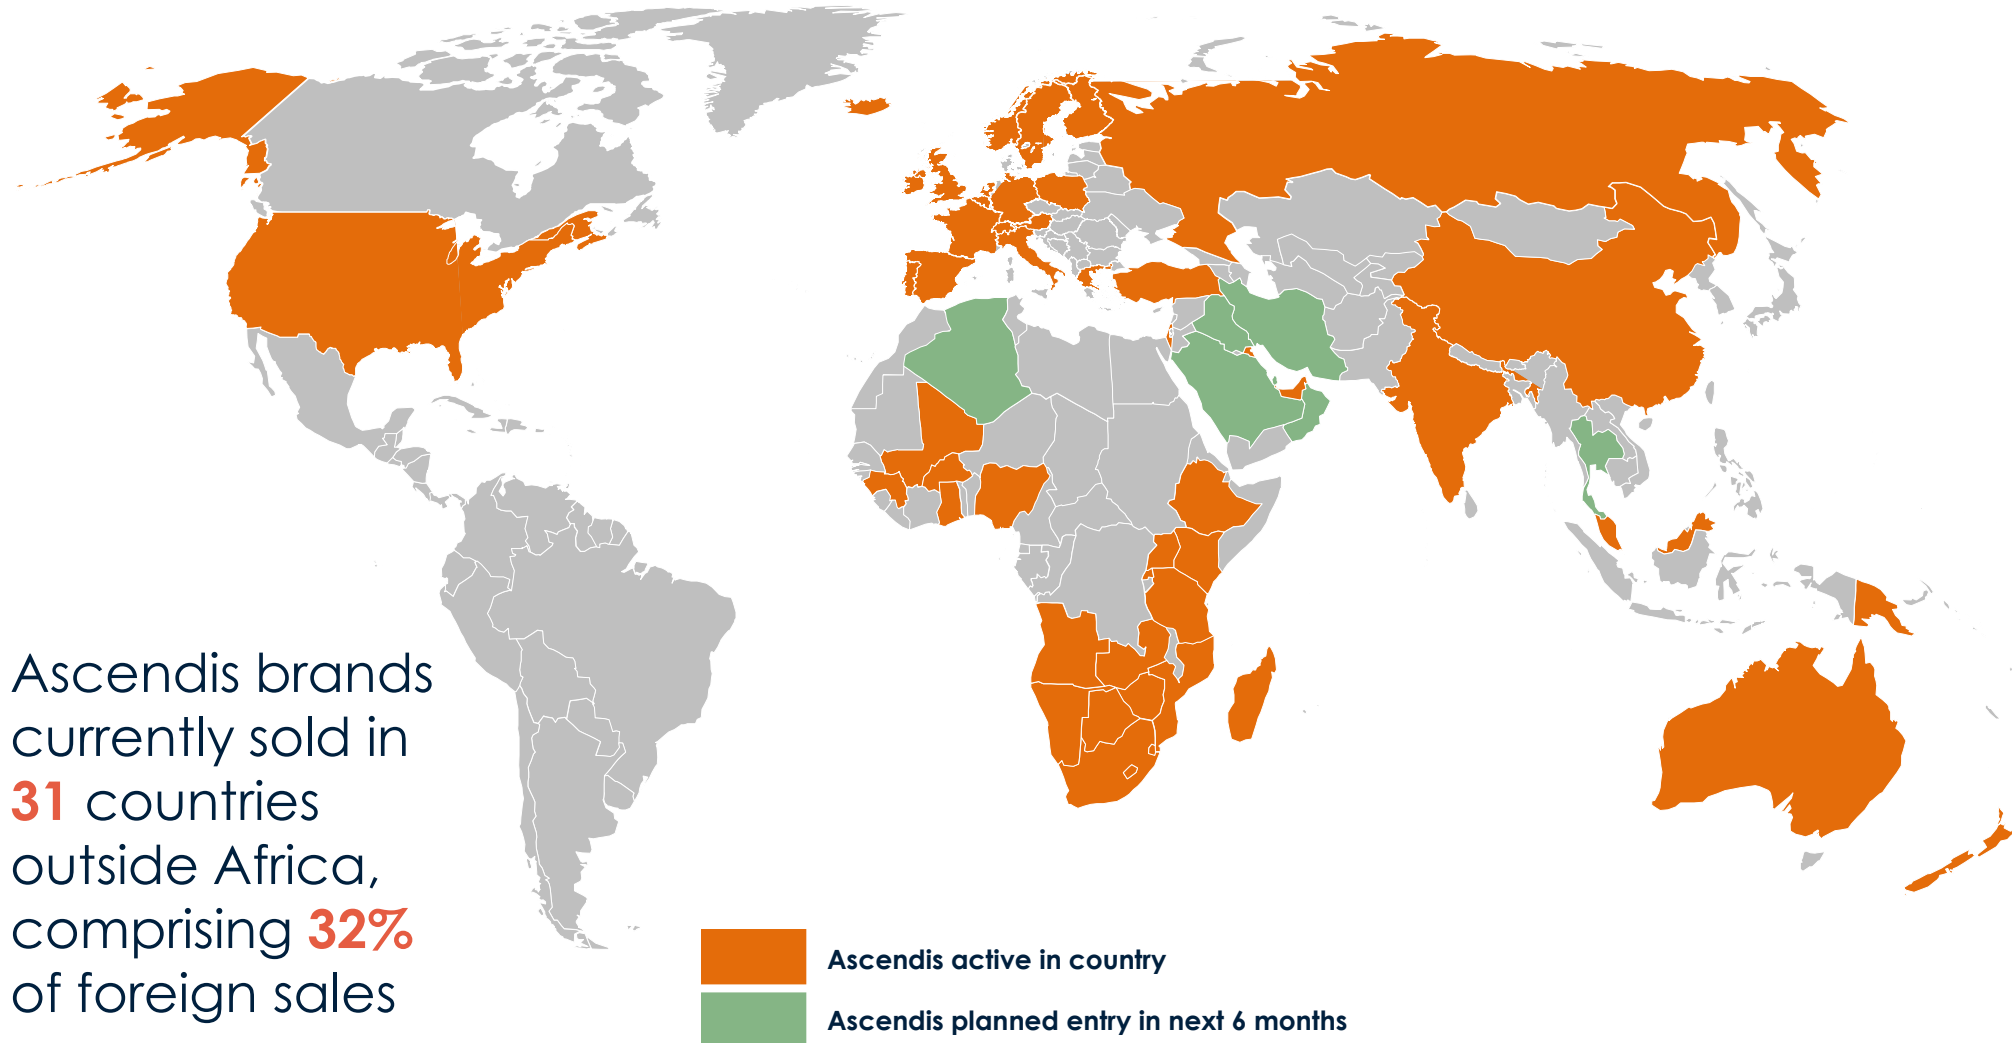 Ascendis brands
currently sold in
31 countries
outside Africa,
comprising 32%
of foreign sales
Ascendis active in country
Ascendis planned entry in next 6 months